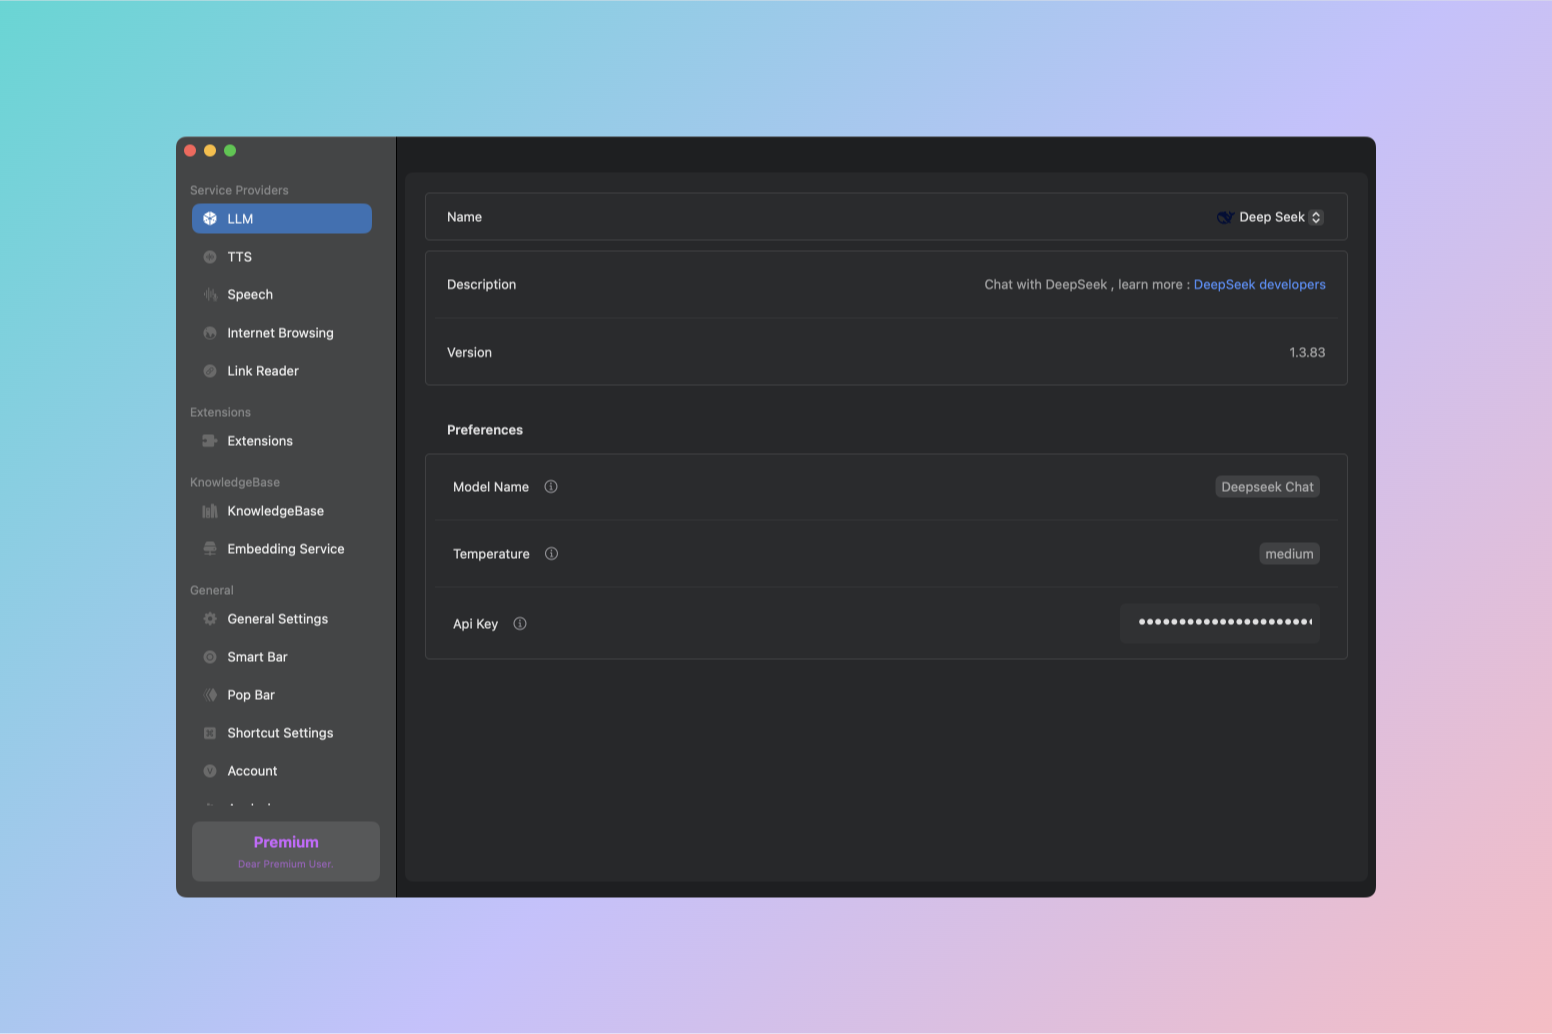 Service Providers
LLM
TTS
Speech
Internet Browsing
Link Reader
Extensions
Extensions
KnowledgeBase
KnowledgeBase
Embedding Service
General
General Settings
Smart Bar
Pop Bar
Shortcut Settings
Account
Premium
Dear Premium User.
Name
Deep Seek
Description
Chat with DeepSeek , learn more : DeepSeek developers
Version
1.3.83
Preferences
Model Name
Deepseek Chat
Temperature
medium
Api Key